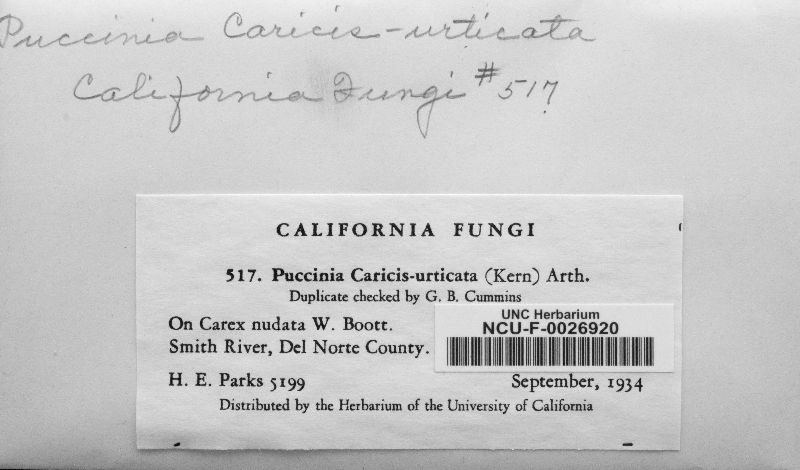 Puccinia Caricis-urticata
California Fungi #517
CALIFORNIA FUNGI
517. Puccinia Caricis-urticata (Kern) Arth.
Duplicate checked by G. B. Cummins
On Carex nudata W. Boott.
Smith River, Del Norte County.
UNC Herbarium
NCU-F-0026920
H. E. Parks 5199 September, 1934
Distributed by the Herbarium of the University of California